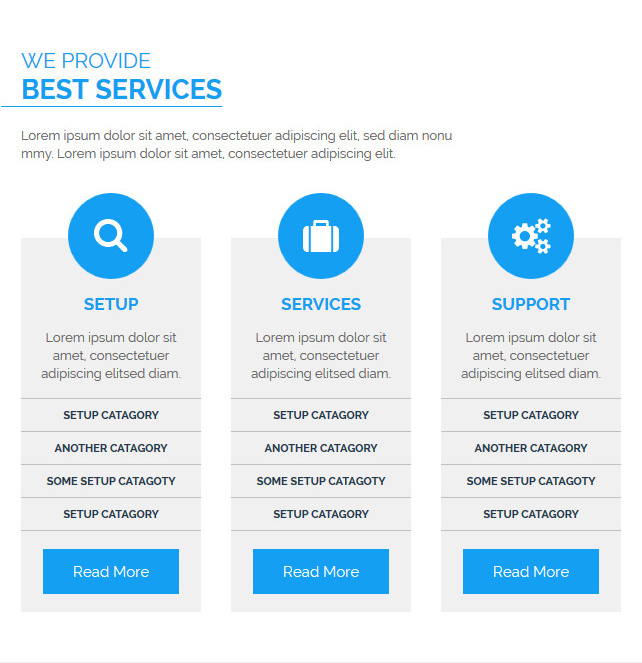 WE PROVIDE
BEST SERVICES
Lorem ipsum dolor sit amet, consectetuer adipiscing elit, sed diam nonu
mmy. Lorem ipsum dolor sit amet, consectetuer adipiscing elit.
SETUP
Lorem ipsum dolor sit
amet, consectetuer
adipiscing elitsed diam.
SETUP CATAGORY
ANOTHER CATAGORY
SOME SETUP CATAGOTY
SETUP CATAGORY
Read More
SERVICES
Lorem ipsum dolor sit
amet, consectetuer
adipiscing elitsed diam.
SETUP CATAGORY
ANOTHER CATAGORY
SOME SETUP CATAGOTY
SETUP CATAGORY
Read More
SUPPORT
Lorem ipsum dolor sit
amet, consectetuer
adipiscing elitsed diam.
SETUP CATAGORY
ANOTHER CATAGORY
SOME SETUP CATAGOTY
SETUP CATAGORY
Read More